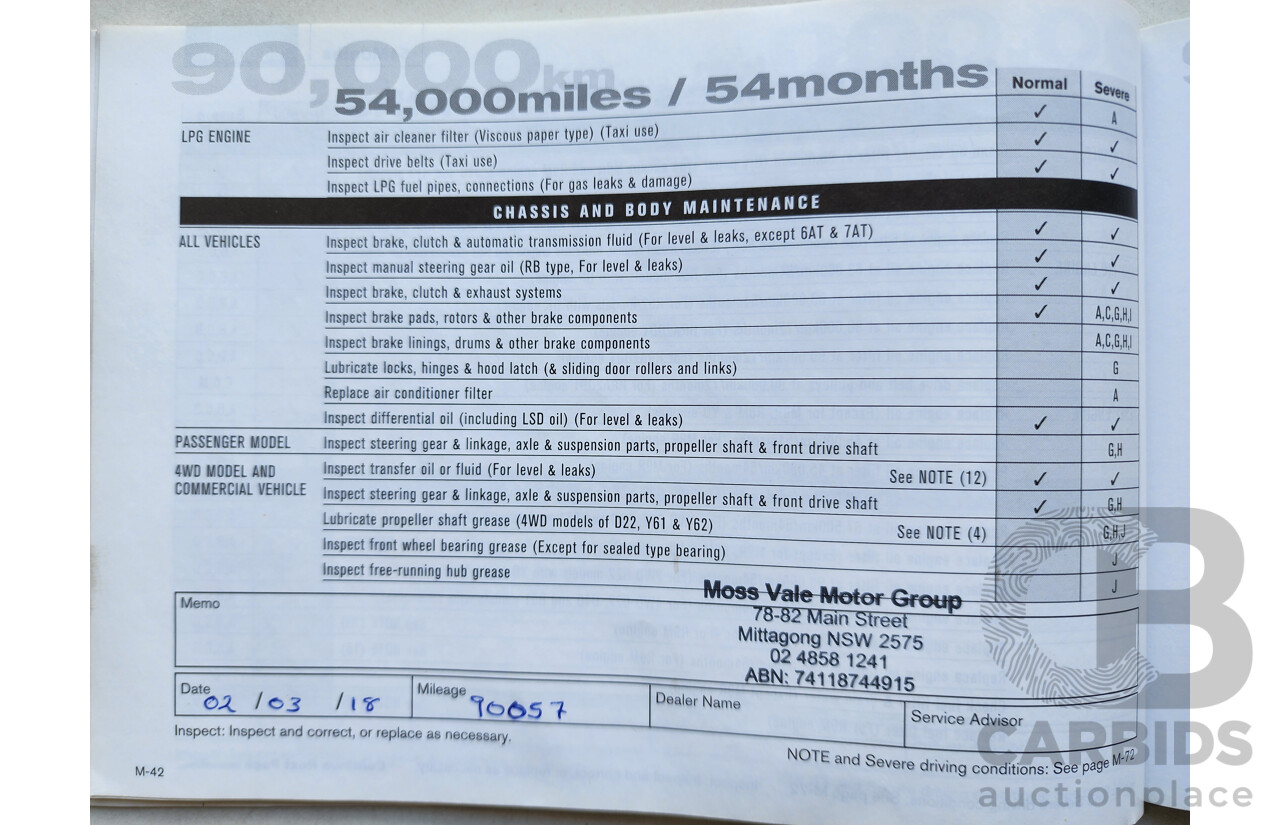 90,000km
54,000miles / 54months
Normal Severe
LPG ENGINE Inspect air cleaner filter (Viscous paper type) (Taxi use) ✓ A
Inspect drive belts (Taxi use) ✓ ✓
Inspect LPG fuel pipes, connections (For gas leaks & damage) ✓ ✓
CHASSIS AND BODY MAINTENANCE
ALL VEHICLES Inspect brake, clutch & automatic transmission fluid (For level & leaks, except 6AT & 7AT) ✓ ✓
Inspect manual steering gear oil (RB type, For level & leaks) ✓ ✓
Inspect brake, clutch & exhaust systems ✓ ✓
Inspect brake pads, rotors & other brake components ✓ A,C,G,H,I
Inspect brake linings, drums & other brake components A,C,G,H,I
Lubricate locks, hinges & hood latch (& sliding door rollers and links) G
Replace air conditioner filter A
Inspect differential oil (including LSD oil) (For level & leaks) ✓ ✓
PASSENGER MODEL Inspect steering gear & linkage, axle & suspension parts, propeller shaft & front drive shaft G,H
4WD MODEL AND Inspect transfer oil or fluid (For level & leaks) See NOTE (12) ✓ ✓
COMMERCIAL VEHICLE Inspect steering gear & linkage, axle & suspension parts, propeller shaft & front drive shaft ✓ G,H
Lubricate propeller shaft grease (4WD models of D22, Y61 & Y62) See NOTE (4) G,H,J
Inspect front wheel bearing grease (Except for sealed type bearing) J
Inspect free-running hub grease J
Memo
Moss Vale Motor Group
78-82 Main Street
Mittagong NSW 2575
02 4858 1241
ABN: 74118744915
Date 02 /03 /18
Mileage 90057
Dealer Name
Service Advisor
Inspect: Inspect and correct, or replace as necessary.
NOTE and Severe driving conditions: See page M-72
M-42
CARBIDS
auctionplace